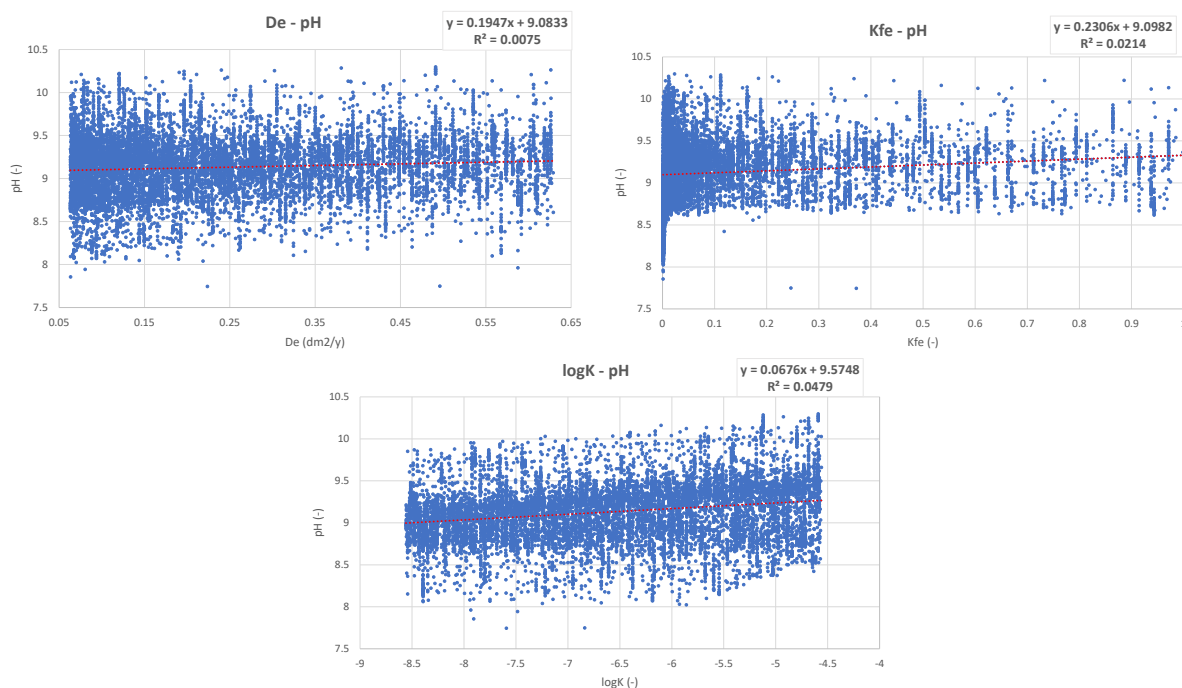 De - pH
y = 0.1947x + 9.0833
R² = 0.0075
10.5
10
9.5
9
8.5
8
7.5
pH (-)
0.05 0.15 0.25 0.35 0.45 0.55 0.65
De (dm2/y)
Kfe - pH
y = 0.2306x + 9.0982
R² = 0.0214
10.5
10
9.5
9
8.5
8
7.5
pH (-)
0 0.1 0.2 0.3 0.4 0.5 0.6 0.7 0.8 0.9 1
Kfe (-)
logK - pH
y = 0.0676x + 9.5748
R² = 0.0479
10.5
10
9.5
9
8.5
8
7.5
pH (-)
-9 -8.5 -8 -7.5 -7 -6.5 -6 -5.5 -5 -4.5 -4
logK (-)